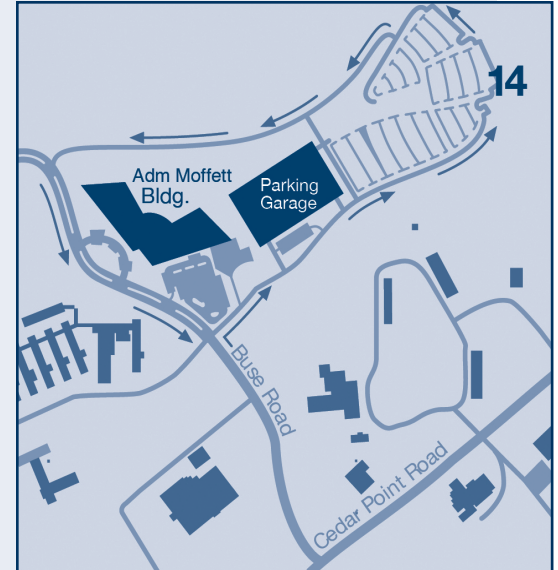 14
Adm Moffett
Bldg.
Parking
Garage
Buse Road
Cedar Point Road